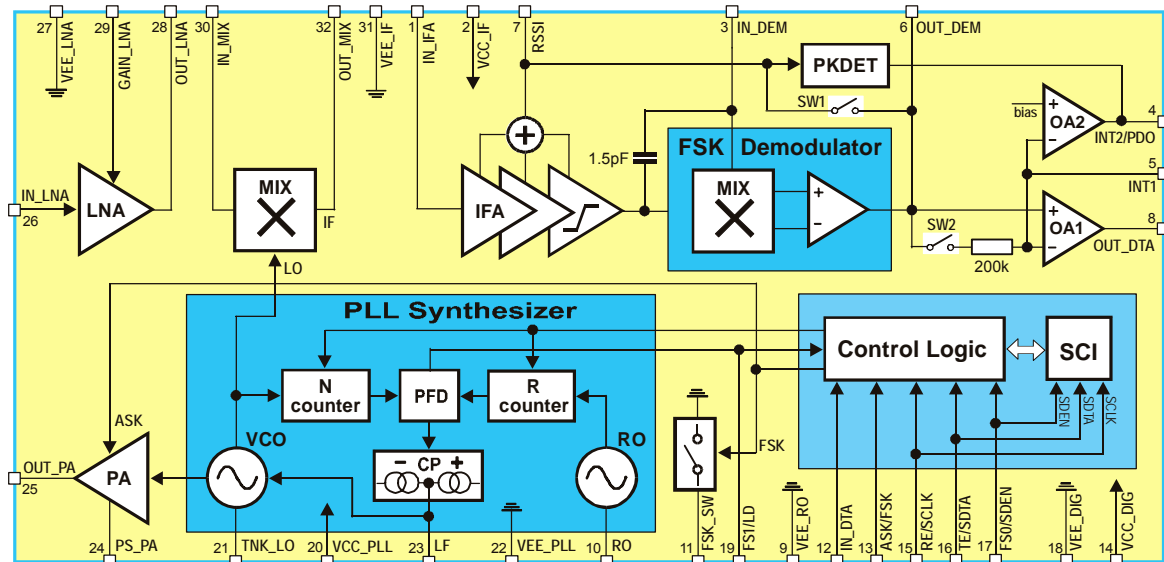 27 VEE_LNA
29 GAIN_LNA
28 OUT_LNA
30 IN_MIX
32 OUT_MIX
31 VEE_IF
1 IN_IFA
2 VCC_IF
7 RSSI
3 IN_DEM
6 OUT_DEM
PKDET
SW1
bias
+
−
OA2
4
INT2/PDO
5
INT1
+
1.5pF
FSK Demodulator
IN_LNA
26
LNA
MIX
IF
LO
IFA
MIX
+
−
SW2
200k
+
−
OA1
8
OUT_DTA
PLL Synthesizer
N
counter
PFD
R
counter
Control Logic
SCI
SDEN
SDTA
SCLK
ASK
VCO
RO
− CP +
FSK
OUT_PA
25
PA
24 PS_PA
21 TNK_LO
20 VCC_PLL
23 LF
22 VEE_PLL
10 RO
11 FSK_SW
19 FS1/LD
9 VEE_RO
12 IN_DTA
13 ASK/FSK
15 RE/SCLK
16 TE/SDTA
17 FS0/SDEN
18 VEE_DIG
14 VCC_DIG